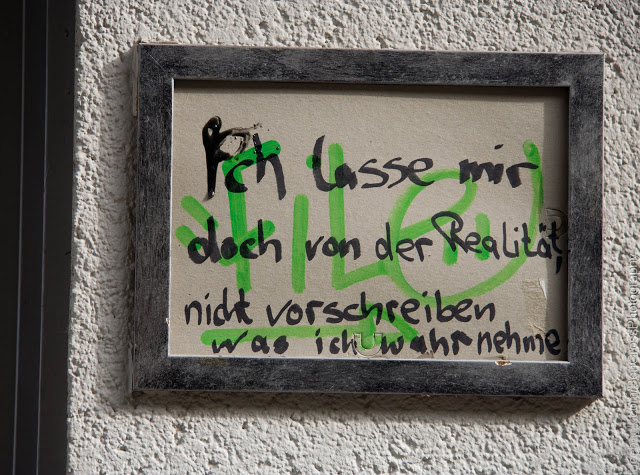 Ich lasse mir
doch von der Realität,
nicht vorschreiben
was ich wahrnehme